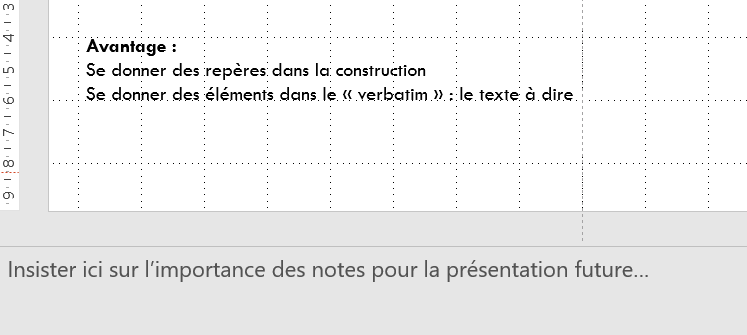 3
4
5
6
7
8
9
Avantage :
Se donner des repères dans la construction
Se donner des éléments dans le « verbatim » : le texte à dire
Insister ici sur l’importance des notes pour la présentation future...